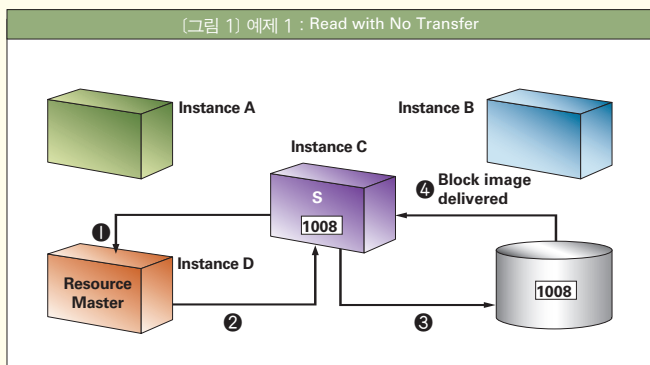 [그림 1] 예제 1 : Read with No Transfer
Instance A
Instance B
Instance C
S
1008
❹ Block image
delivered
❶
Instance D
Resource
Master
1008
❷
❸